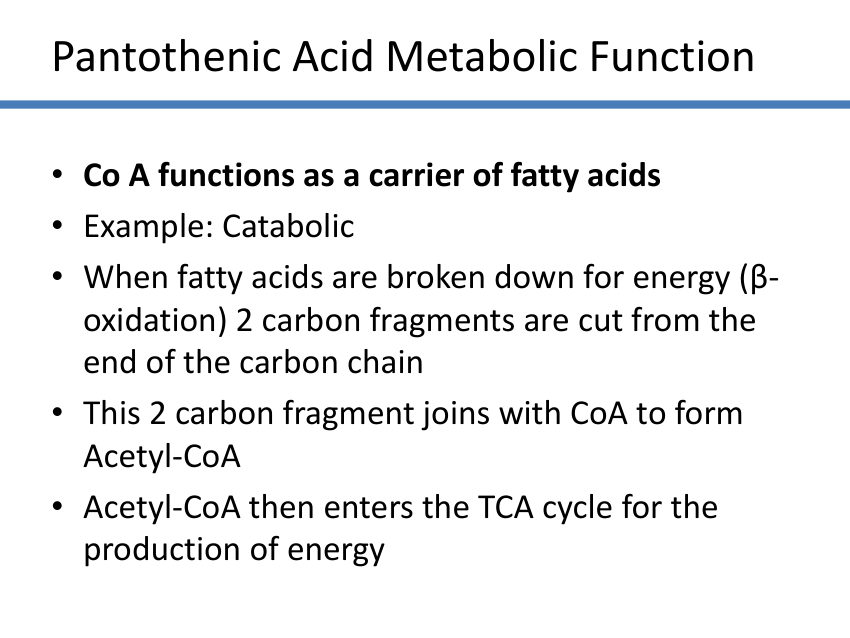 Pantothenic Acid Metabolic Function
• Co A functions as a carrier of fatty acids
• Example: Catabolic
• When fatty acids are broken down for energy (β-
oxidation) 2 carbon fragments are cut from the
end of the carbon chain
• This 2 carbon fragment joins with CoA to form
Acetyl-CoA
• Acetyl-CoA then enters the TCA cycle for the
production of energy